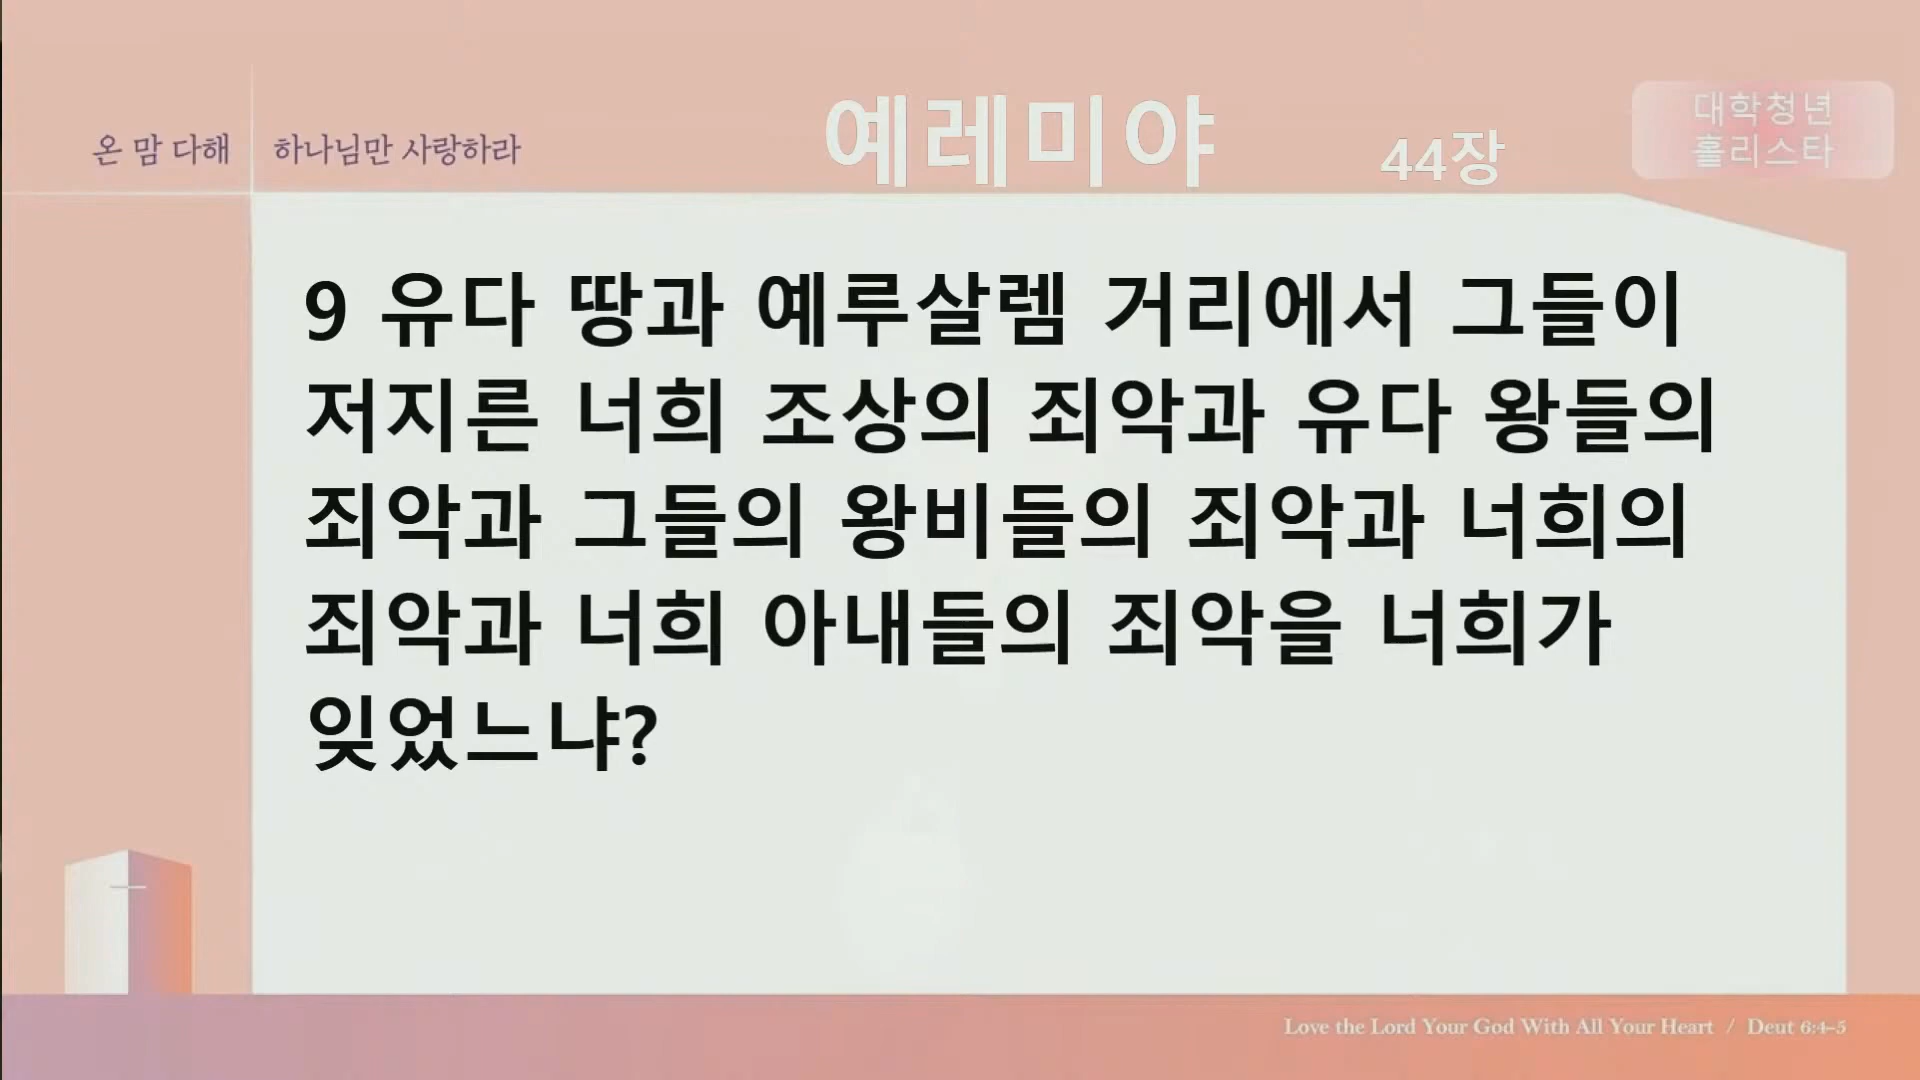 온 맘 다해 하나님만 사랑하라
예레미야 44장
대학청년
홀리스타
9 유다 땅과 예루살렘 거리에서 그들이
저지른 너희 조상의 죄악과 유다 왕들의
죄악과 그들의 왕비들의 죄악과 너희의
죄악과 너희 아내들의 죄악을 너희가
잊었느냐?
Love the Lord Your God With All Your Heart / Deut 6:4-5